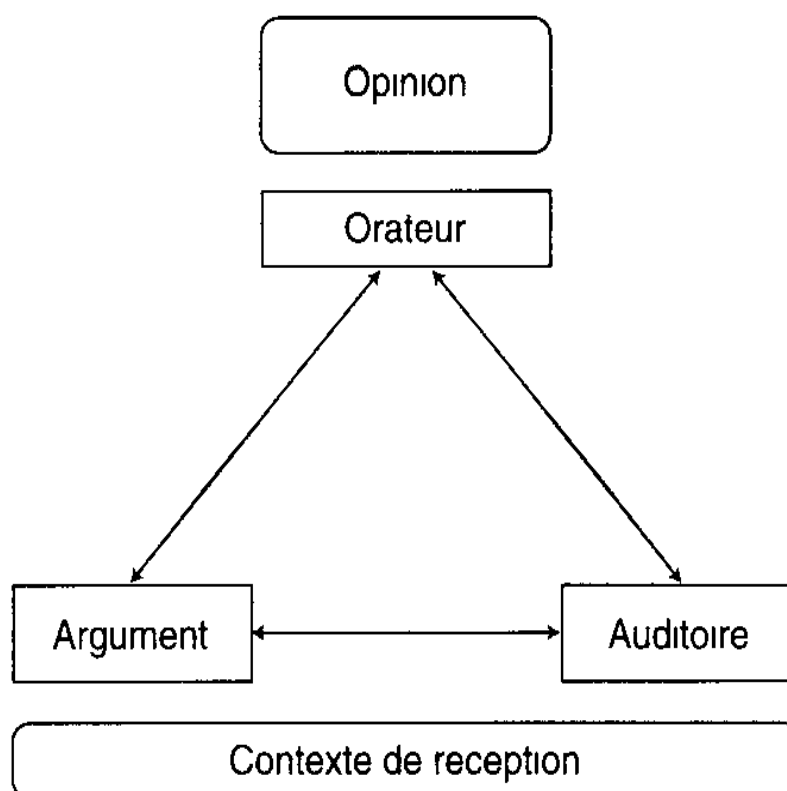 Opinion
Orateur
Argument
Auditoire
Contexte de reception